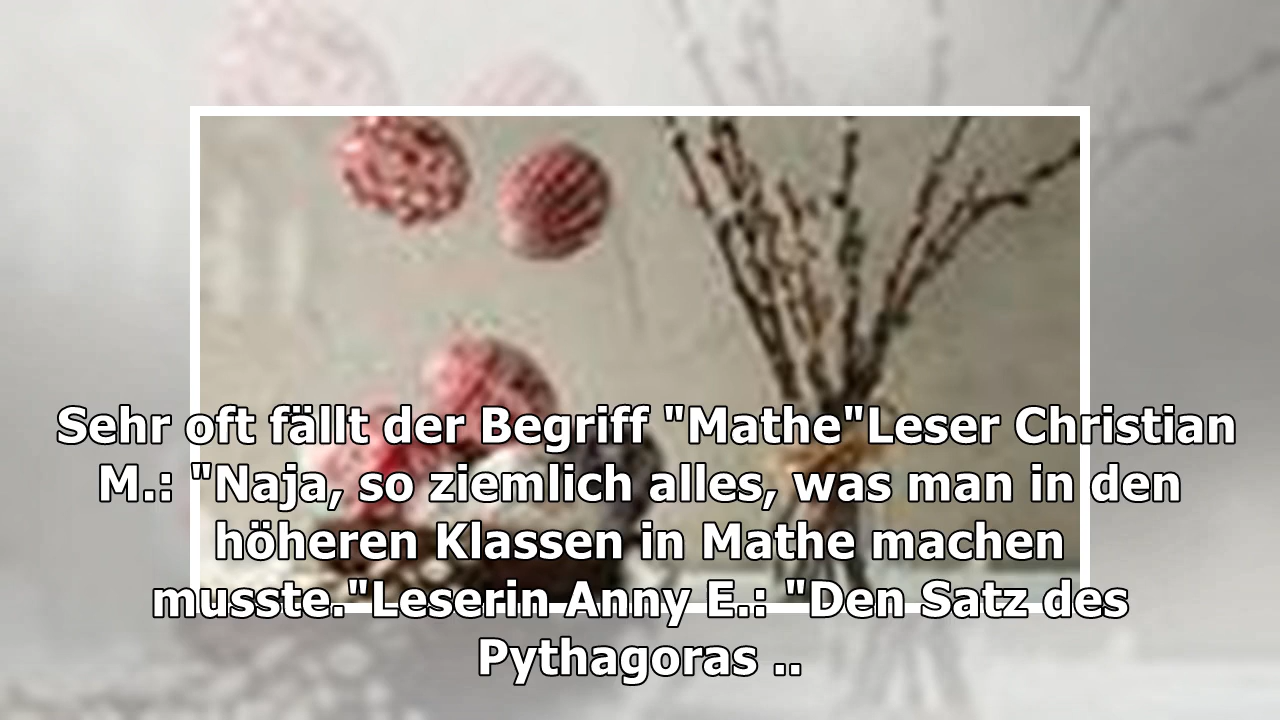 Sehr oft fällt der Begriff "Mathe"Leser Christian
M.: "Naja, so ziemlich alles, was man in den
höheren Klassen in Mathe machen
musste."Leserin Anny E.: "Den Satz des
Pythagoras ..